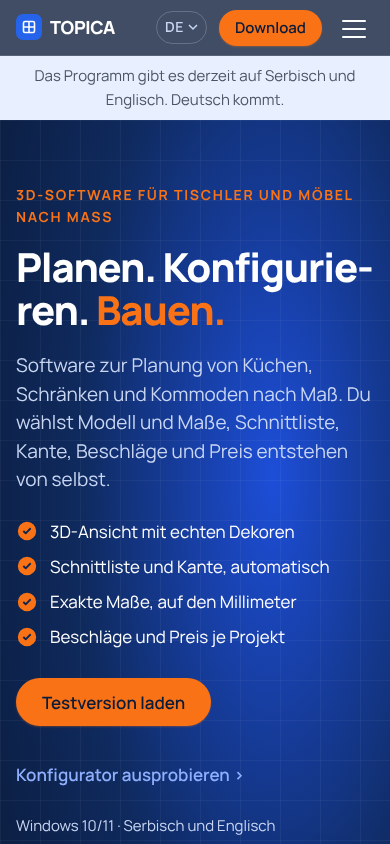 TOPICA
DE
Download
Das Programm gibt es derzeit auf Serbisch und
Englisch. Deutsch kommt.
3D-SOFTWARE FÜR TISCHLER UND MÖBEL
NACH MASS
Planen. Konfigurie-
ren. Bauen.
Software zur Planung von Küchen,
Schränken und Kommoden nach Maß. Du
wählst Modell und Maße, Schnittliste,
Kante, Beschläge und Preis entstehen
von selbst.
3D-Ansicht mit echten Dekoren
Schnittliste und Kante, automatisch
Exakte Maße, auf den Millimeter
Beschläge und Preis je Projekt
Testversion laden
Konfigurator ausprobieren ›
Windows 10/11 · Serbisch und Englisch